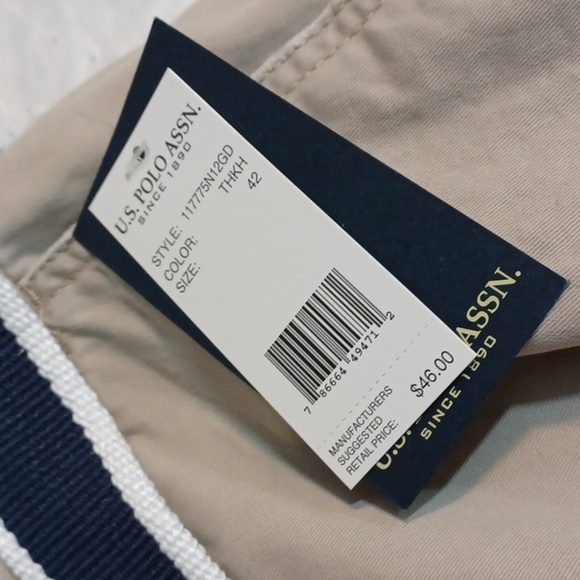 U.S. POLO ASSN.
SINCE 1890
STYLE: 117775N12GD
COLOR: THKH
SIZE: 42
7 86664 49471 2
MANUFACTURERS
SUGGESTED
RETAIL PRICE: $46.00
U.S. ASSN.
SINCE 1890